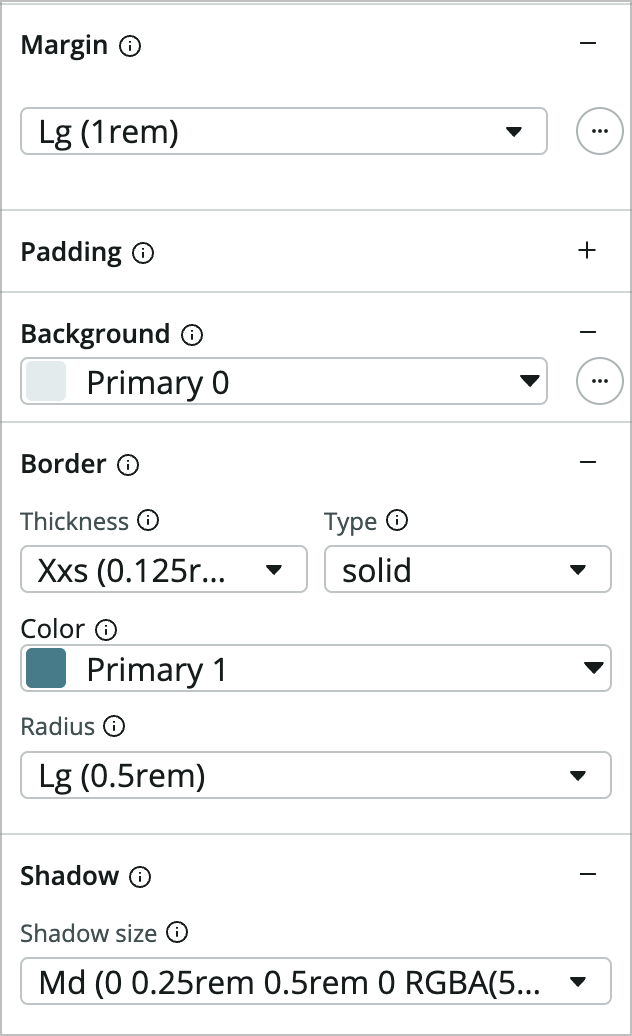 Margin
Lg (1rem)
Padding
Background
Primary 0
Border
Thickness Type
Xxs (0.125r... solid
Color
Primary 1
Radius
Lg (0.5rem)
Shadow
Shadow size
Md (0 0.25rem 0.5rem 0 RGBA(5...